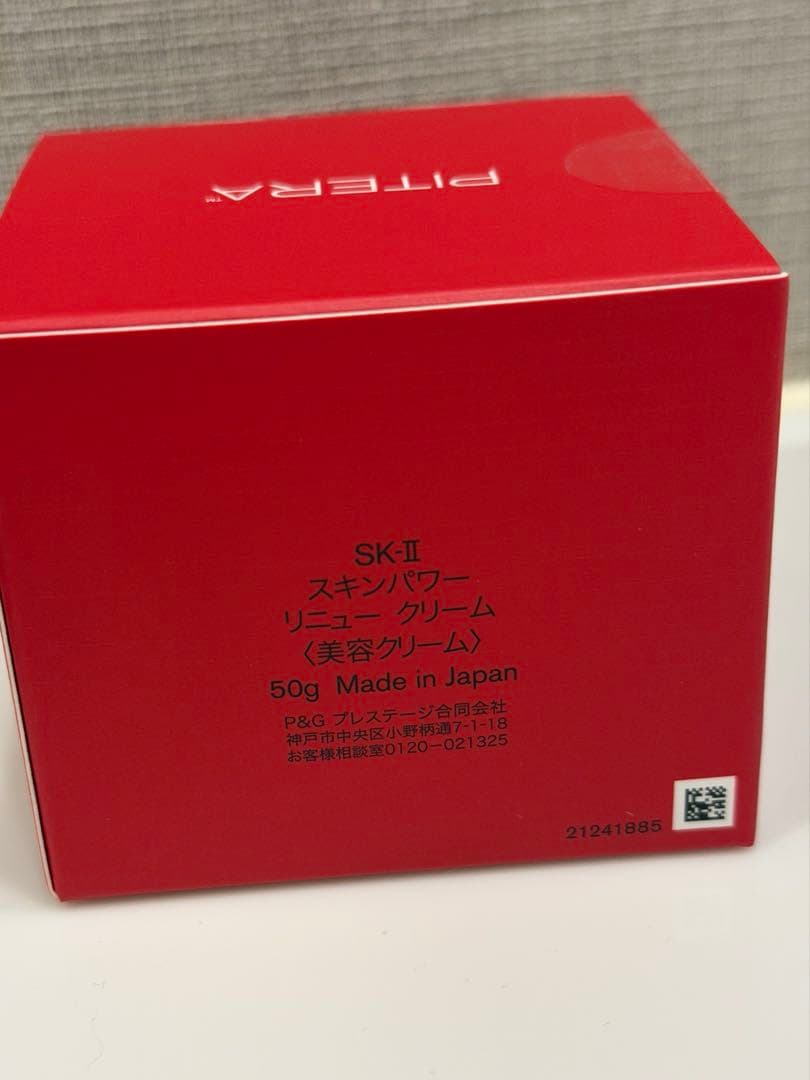 PITERA™
SK-Ⅱ
スキンパワー
リニュー クリーム
〈美容クリーム〉
50g Made in Japan
P&G プレステージ合同会社
神戸市中央区小野柄通7-1-18
お客様相談室0120-021325
21241885